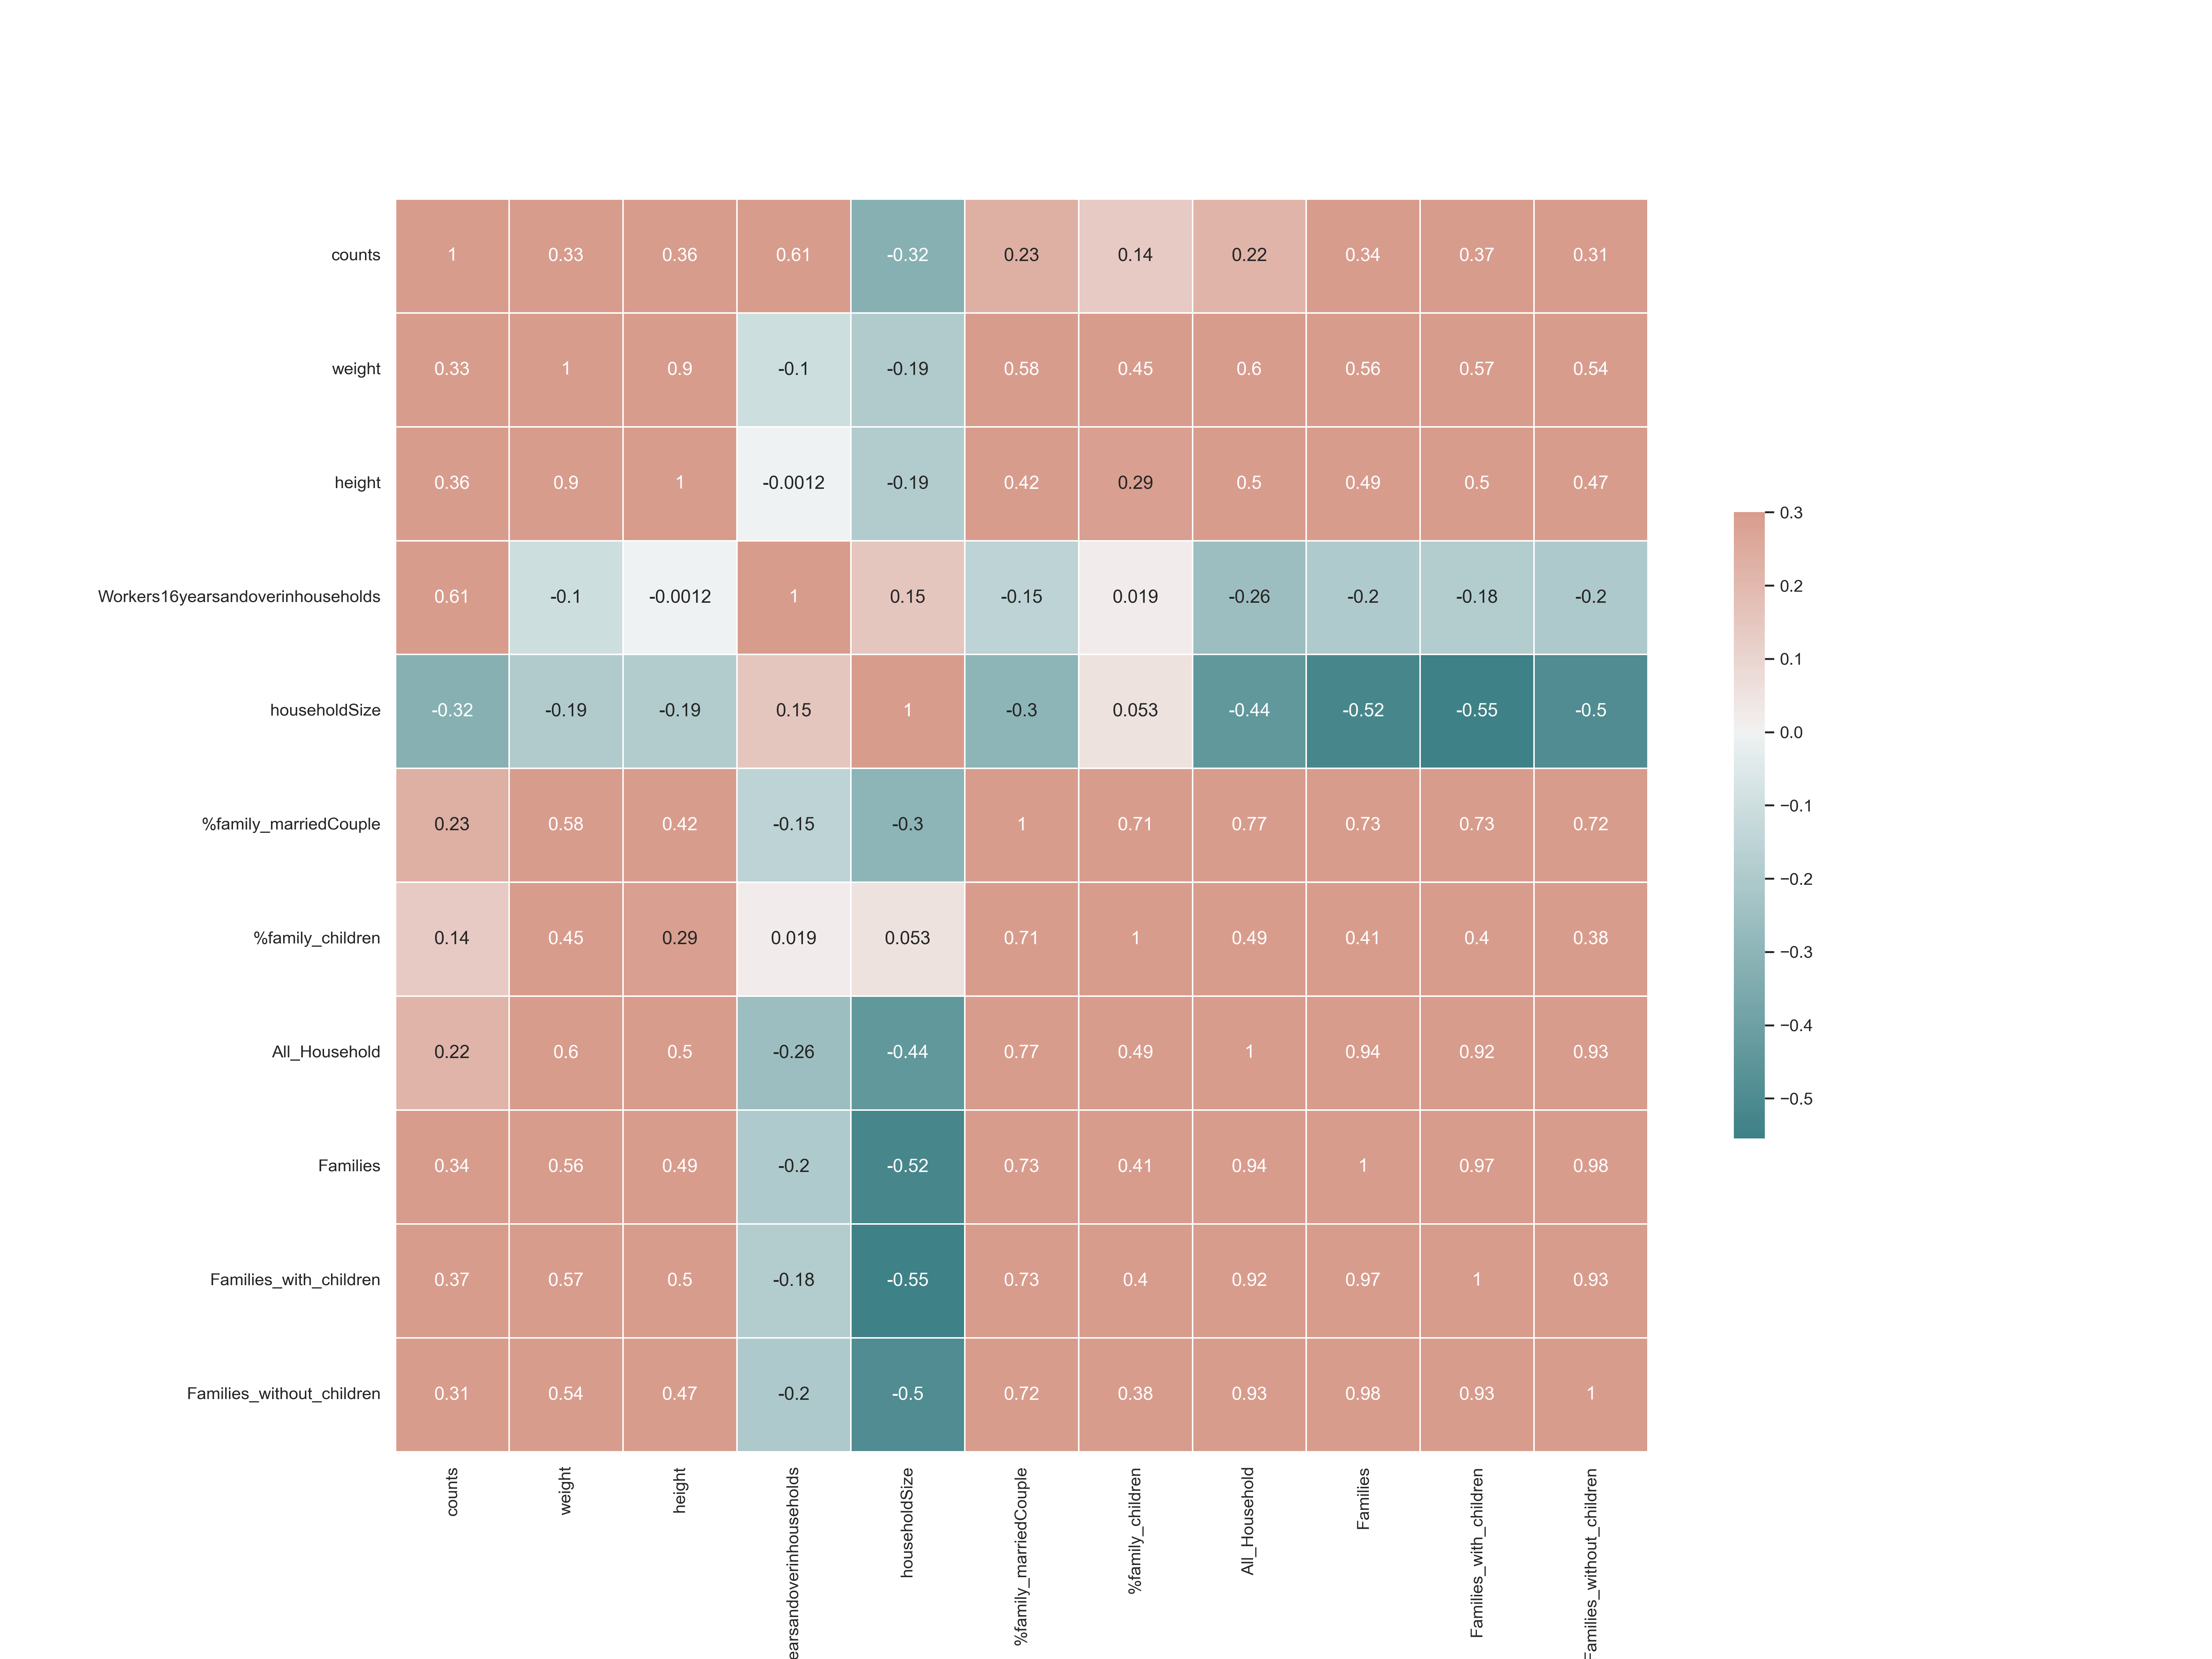 counts 1 0.33 0.36 0.61 -0.32 0.23 0.14 0.22 0.34 0.37 0.31
weight 0.33 1 0.9 -0.1 -0.19 0.58 0.45 0.6 0.56 0.57 0.54
height 0.36 0.9 1 -0.0012 -0.19 0.42 0.29 0.5 0.49 0.5 0.47
Workers16yearsandoverinhouseholds 0.61 -0.1 -0.0012 1 0.15 -0.15 0.019 -0.26 -0.2 -0.18 -0.2
householdSize -0.32 -0.19 -0.19 0.15 1 -0.3 0.053 -0.44 -0.52 -0.55 -0.5
%family_marriedCouple 0.23 0.58 0.42 -0.15 -0.3 1 0.71 0.77 0.73 0.73 0.72
%family_children 0.14 0.45 0.29 0.019 0.053 0.71 1 0.49 0.41 0.4 0.38
All_Household 0.22 0.6 0.5 -0.26 -0.44 0.77 0.49 1 0.94 0.92 0.93
Families 0.34 0.56 0.49 -0.2 -0.52 0.73 0.41 0.94 1 0.97 0.98
Families_with_children 0.37 0.57 0.5 -0.18 -0.55 0.73 0.4 0.92 0.97 1 0.93
Families_without_children 0.31 0.54 0.47 -0.2 -0.5 0.72 0.38 0.93 0.98 0.93 1
counts
weight
height
earsandoverinhouseholds
householdSize
%family_marriedCouple
%family_children
All_Household
Families
Families_with_children
Families_without_children
0.3
0.2
0.1
0.0
−0.1
−0.2
−0.3
−0.4
−0.5